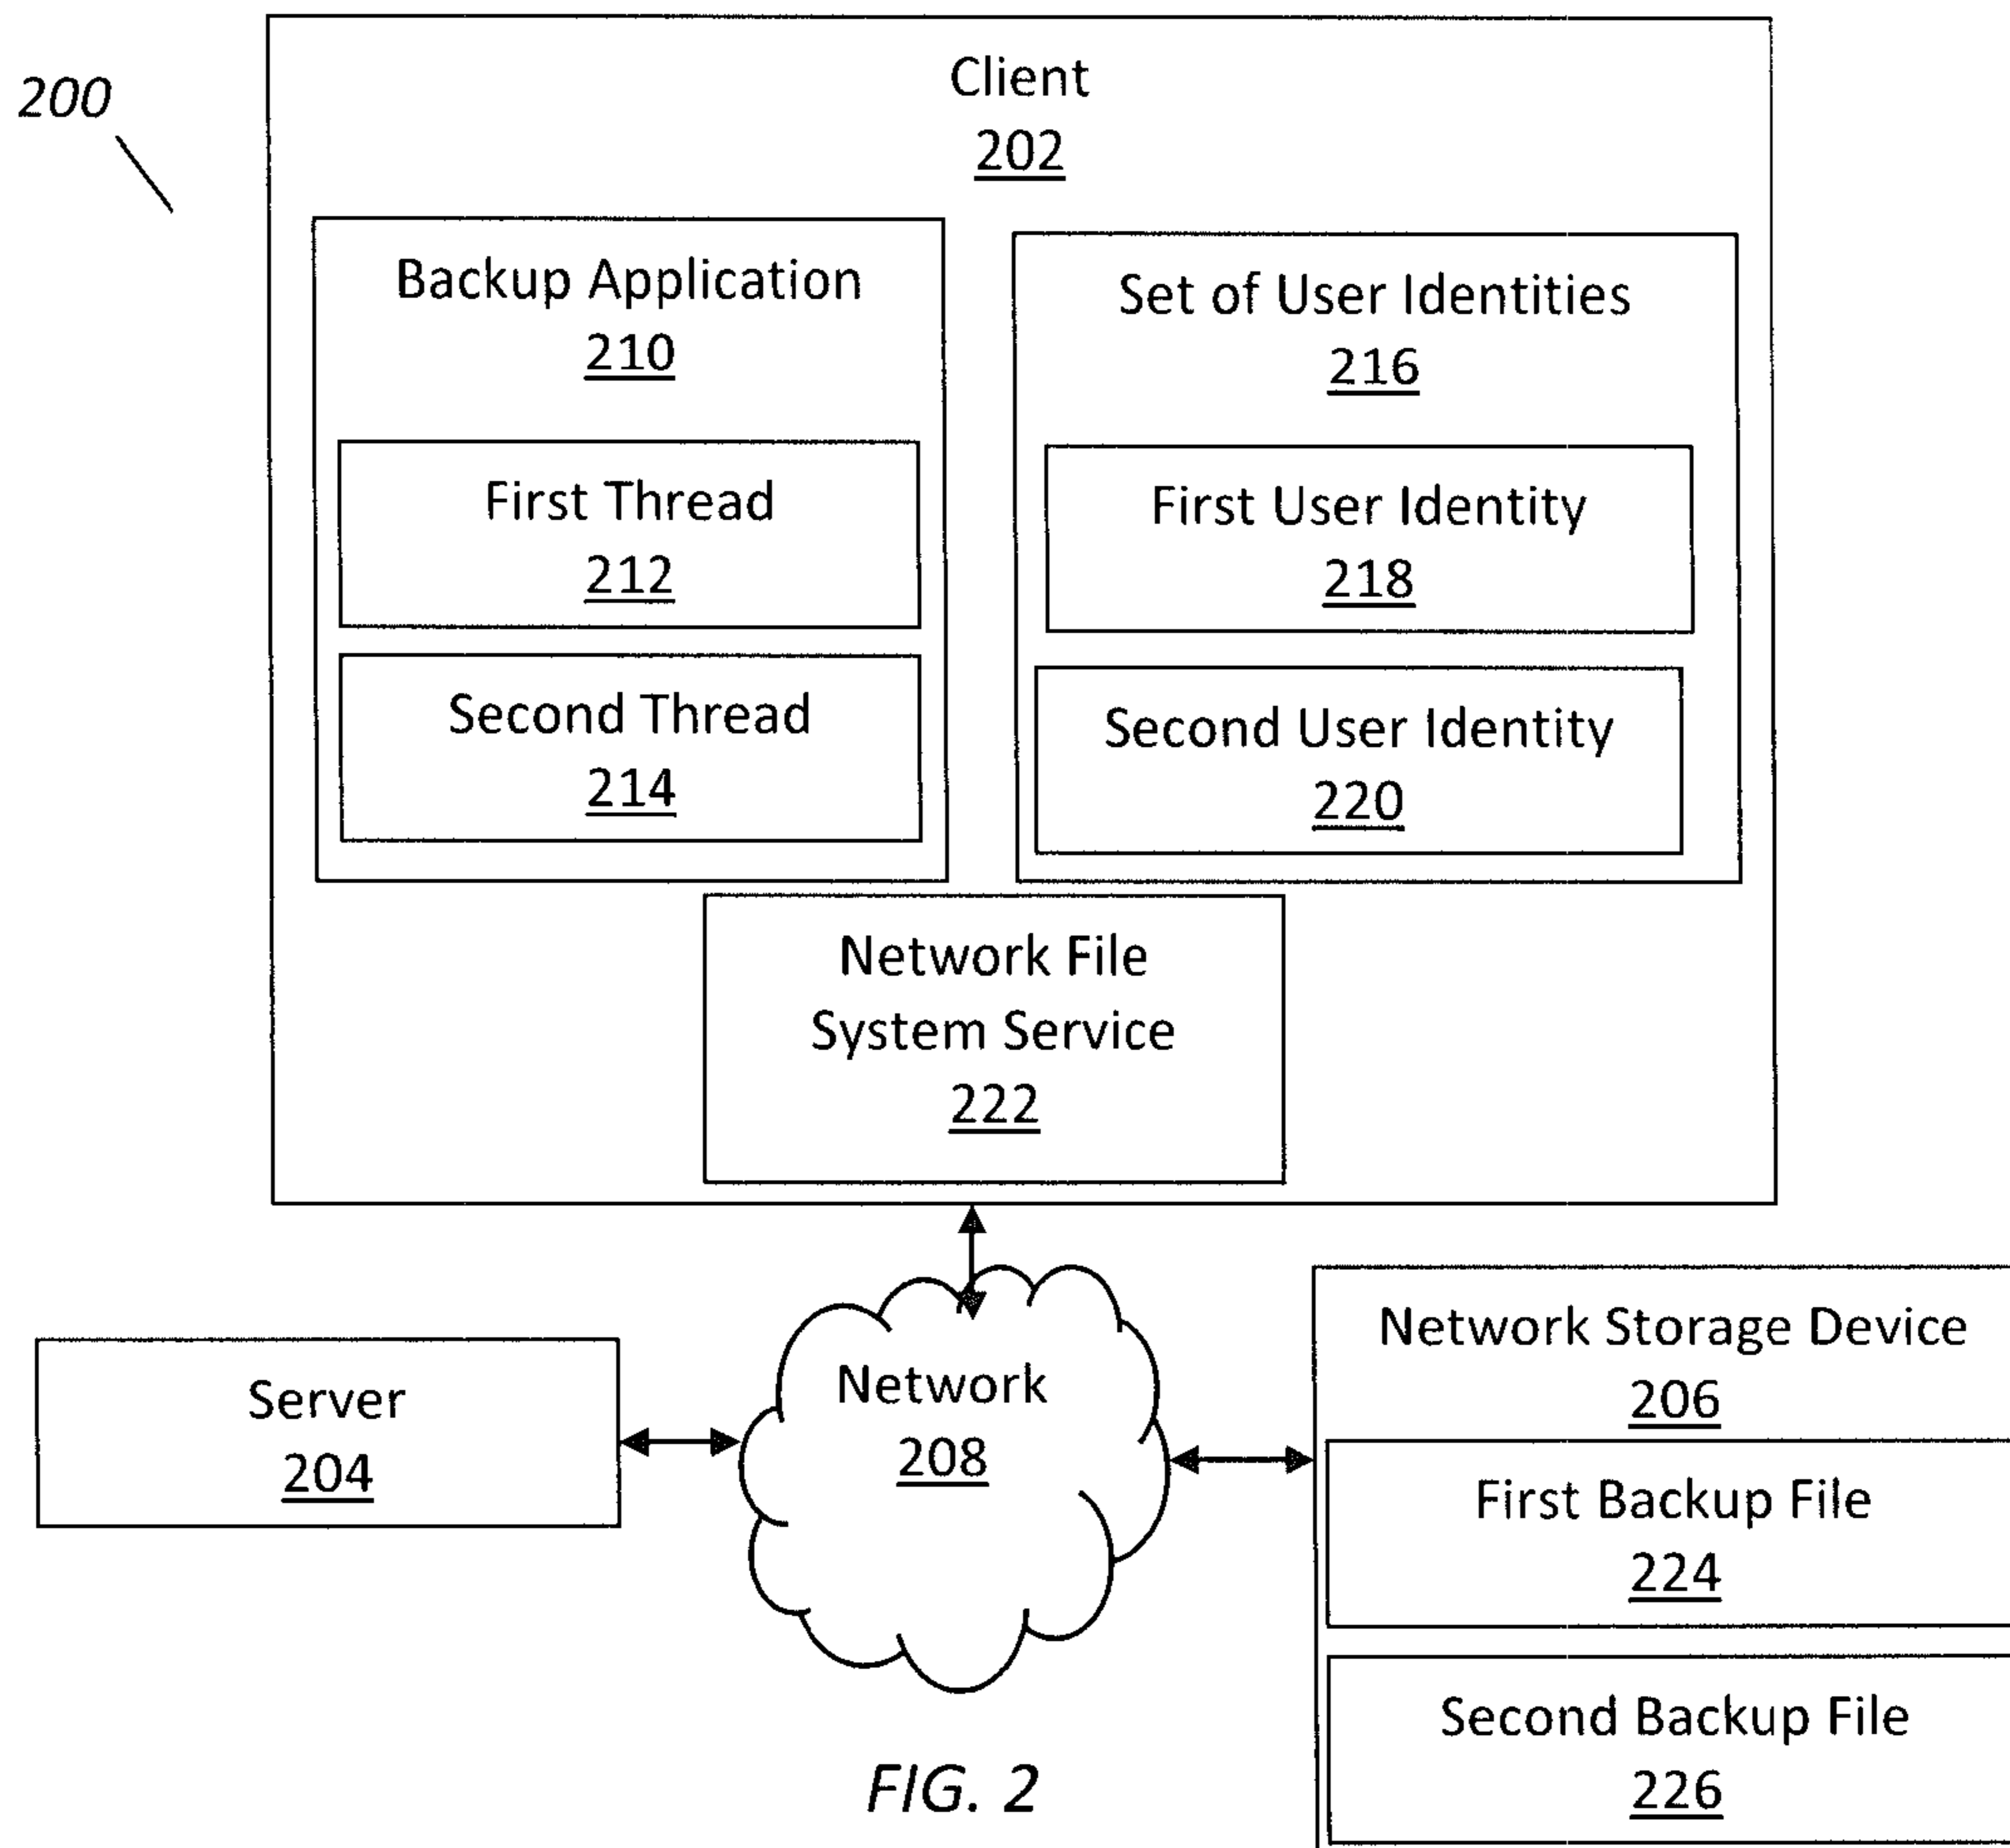 200
Client
202
Backup Application
210
First Thread
212
Second Thread
214
Set of User Identities
216
First User Identity
218
Second User Identity
220
Network File
System Service
222
Server
204
Network
208
Network Storage Device
206
First Backup File
224
Second Backup File
226
FIG. 2